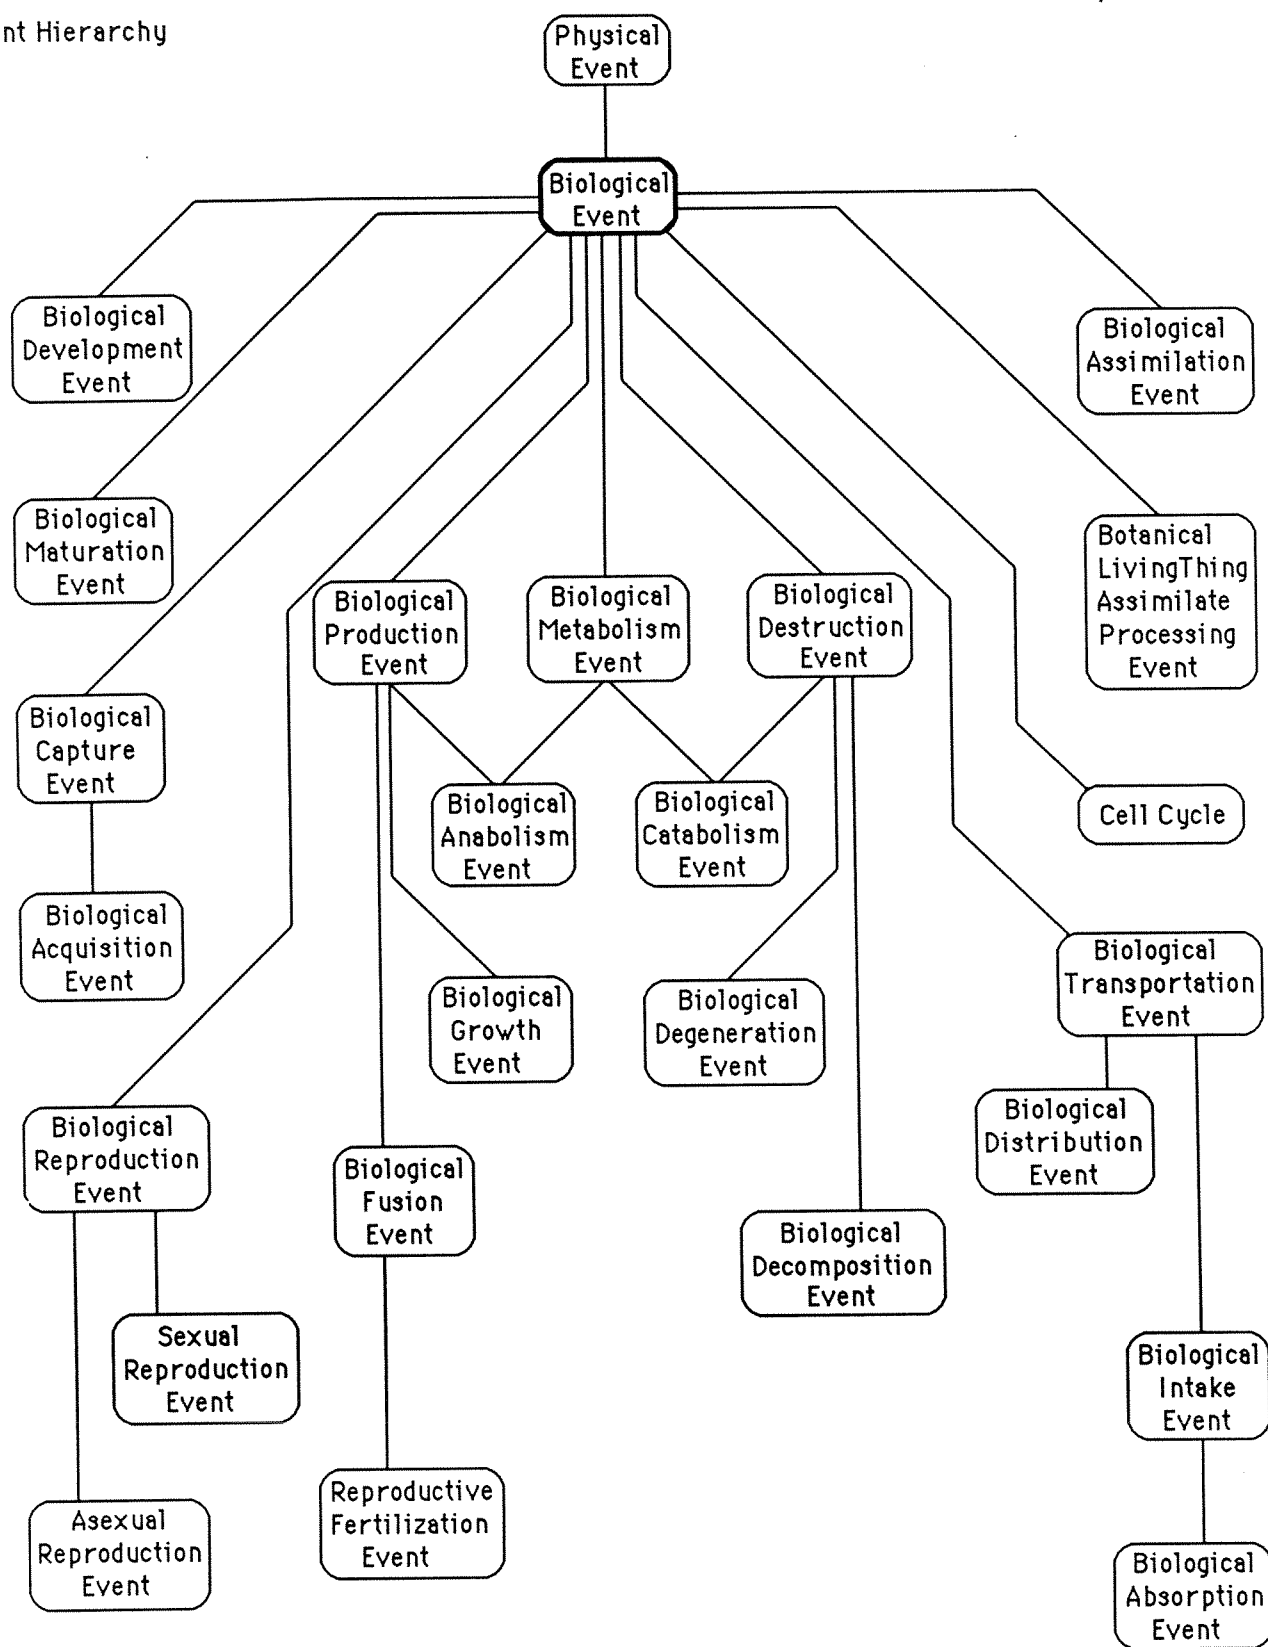 nt Hierarchy
Physical
Event
Biological
Event
Biological
Development
Event
Biological
Assimilation
Event
Biological
Maturation
Event
Botanical
LivingThing
Assimilate
Processing
Event
Biological
Production
Event
Biological
Metabolism
Event
Biological
Destruction
Event
Biological
Capture
Event
Biological
Anabolism
Event
Biological
Catabolism
Event
Cell Cycle
Biological
Acquisition
Event
Biological
Growth
Event
Biological
Degeneration
Event
Biological
Transportation
Event
Biological
Distribution
Event
Biological
Reproduction
Event
Biological
Fusion
Event
Biological
Decomposition
Event
Sexual
Reproduction
Event
Biological
Intake
Event
Reproductive
Fertilization
Event
Asexual
Reproduction
Event
Biological
Absorption
Event